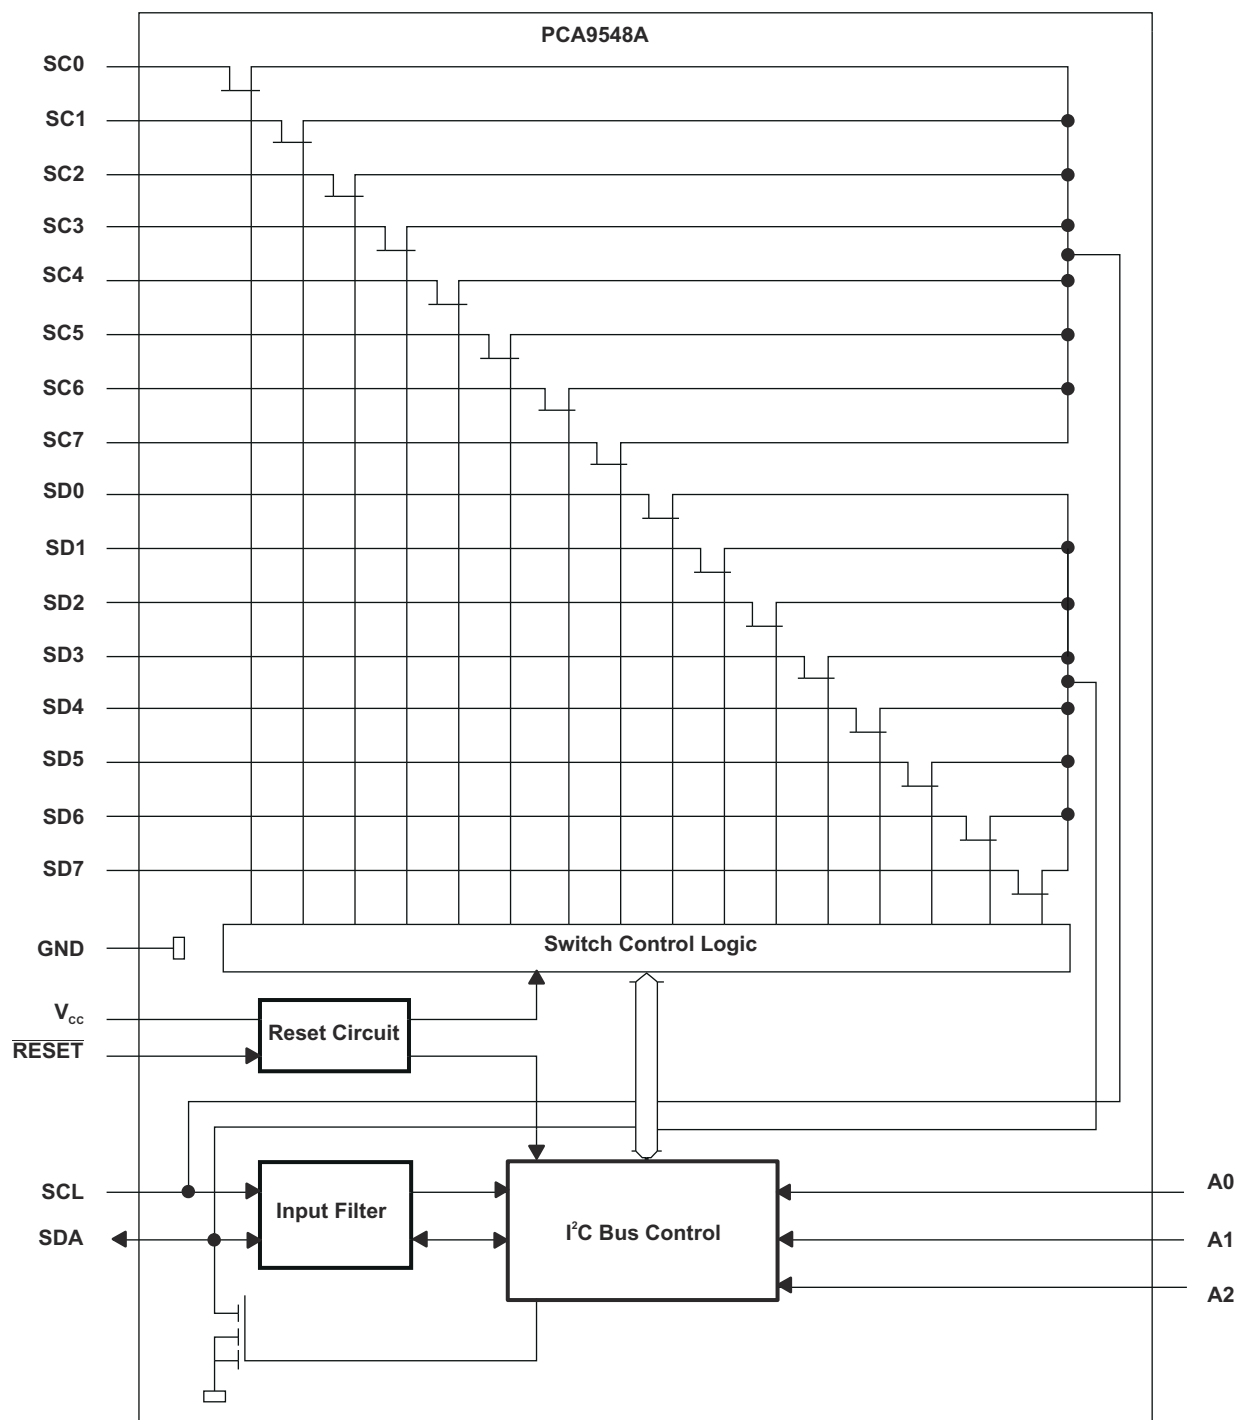 PCA9548A
SC0
SC1
SC2
SC3
SC4
SC5
SC6
SC7
SD0
SD1
SD2
SD3
SD4
SD5
SD6
SD7
GND
Switch Control Logic
VCC
Reset Circuit
RESET
SCL
Input Filter
SDA
I²C Bus Control
A0
A1
A2